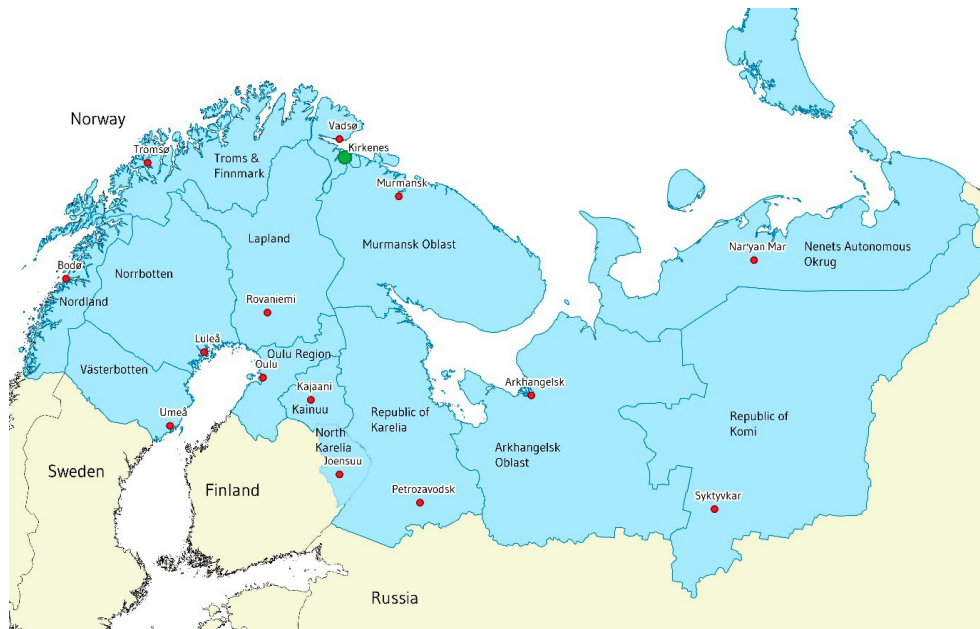 Norway
Vadsø
Tromsø
Kirkenes
Troms &
Finnmark
Murmansk
Lapland
Murmansk Oblast
Nar'yan Mar
Nenets Autonomous
Okrug
Bodø
Norrbotten
Nordland
Rovaniemi
Luleå
Oulu Region
Oulu
Västerbotten
Kajaani
Kainuu
Arkhangelsk
Umeå
Republic of
Karelia
Republic of
Komi
North
Karelia
Joensuu
Arkhangelsk
Oblast
Sweden
Finland
Petrozavodsk
Syktyvkar
Russia